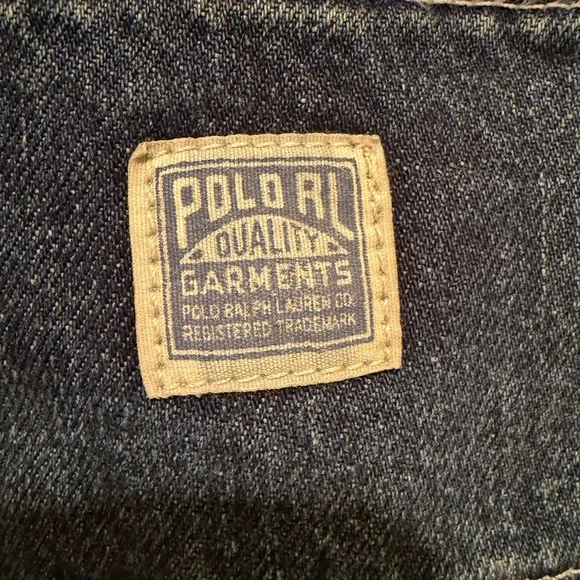 POLO RL
QUALITY
GARMENTS
POLO RALPH LAUREN CO.
REGISTERED TRADEMARK